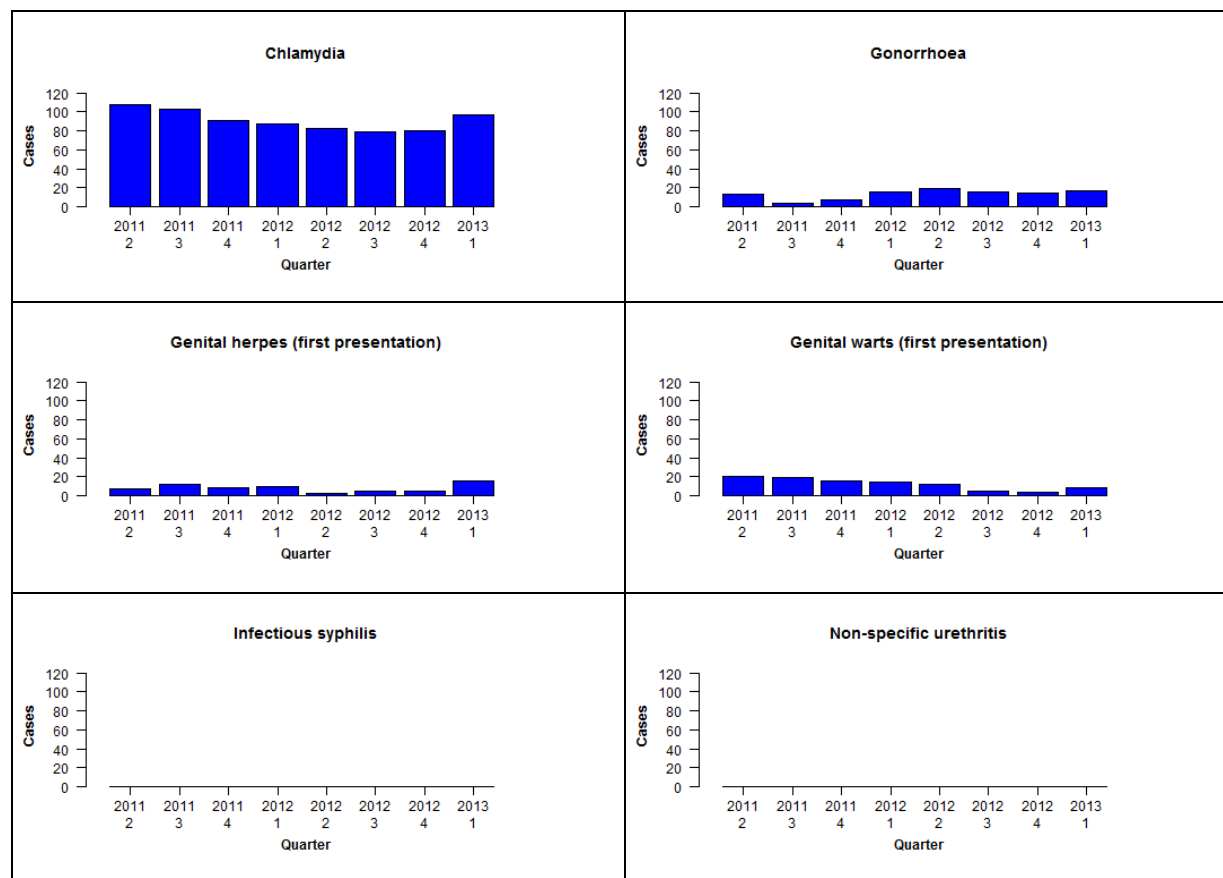 Chlamydia
120
100
80
60
40
20
0
Cases
2011 2011 2011 2012 2012 2012 2012 2013
2 3 4 1 2 3 4 1
Quarter
Gonorrhoea
120
100
80
60
40
20
0
Cases
2011 2011 2011 2012 2012 2012 2012 2013
2 3 4 1 2 3 4 1
Quarter
Genital herpes (first presentation)
120
100
80
60
40
20
0
Cases
2011 2011 2011 2012 2012 2012 2012 2013
2 3 4 1 2 3 4 1
Quarter
Genital warts (first presentation)
120
100
80
60
40
20
0
Cases
2011 2011 2011 2012 2012 2012 2012 2013
2 3 4 1 2 3 4 1
Quarter
Infectious syphilis
120
100
80
60
40
20
0
Cases
2011 2011 2011 2012 2012 2012 2012 2013
2 3 4 1 2 3 4 1
Quarter
Non-specific urethritis
120
100
80
60
40
20
0
Cases
2011 2011 2011 2012 2012 2012 2012 2013
2 3 4 1 2 3 4 1
Quarter